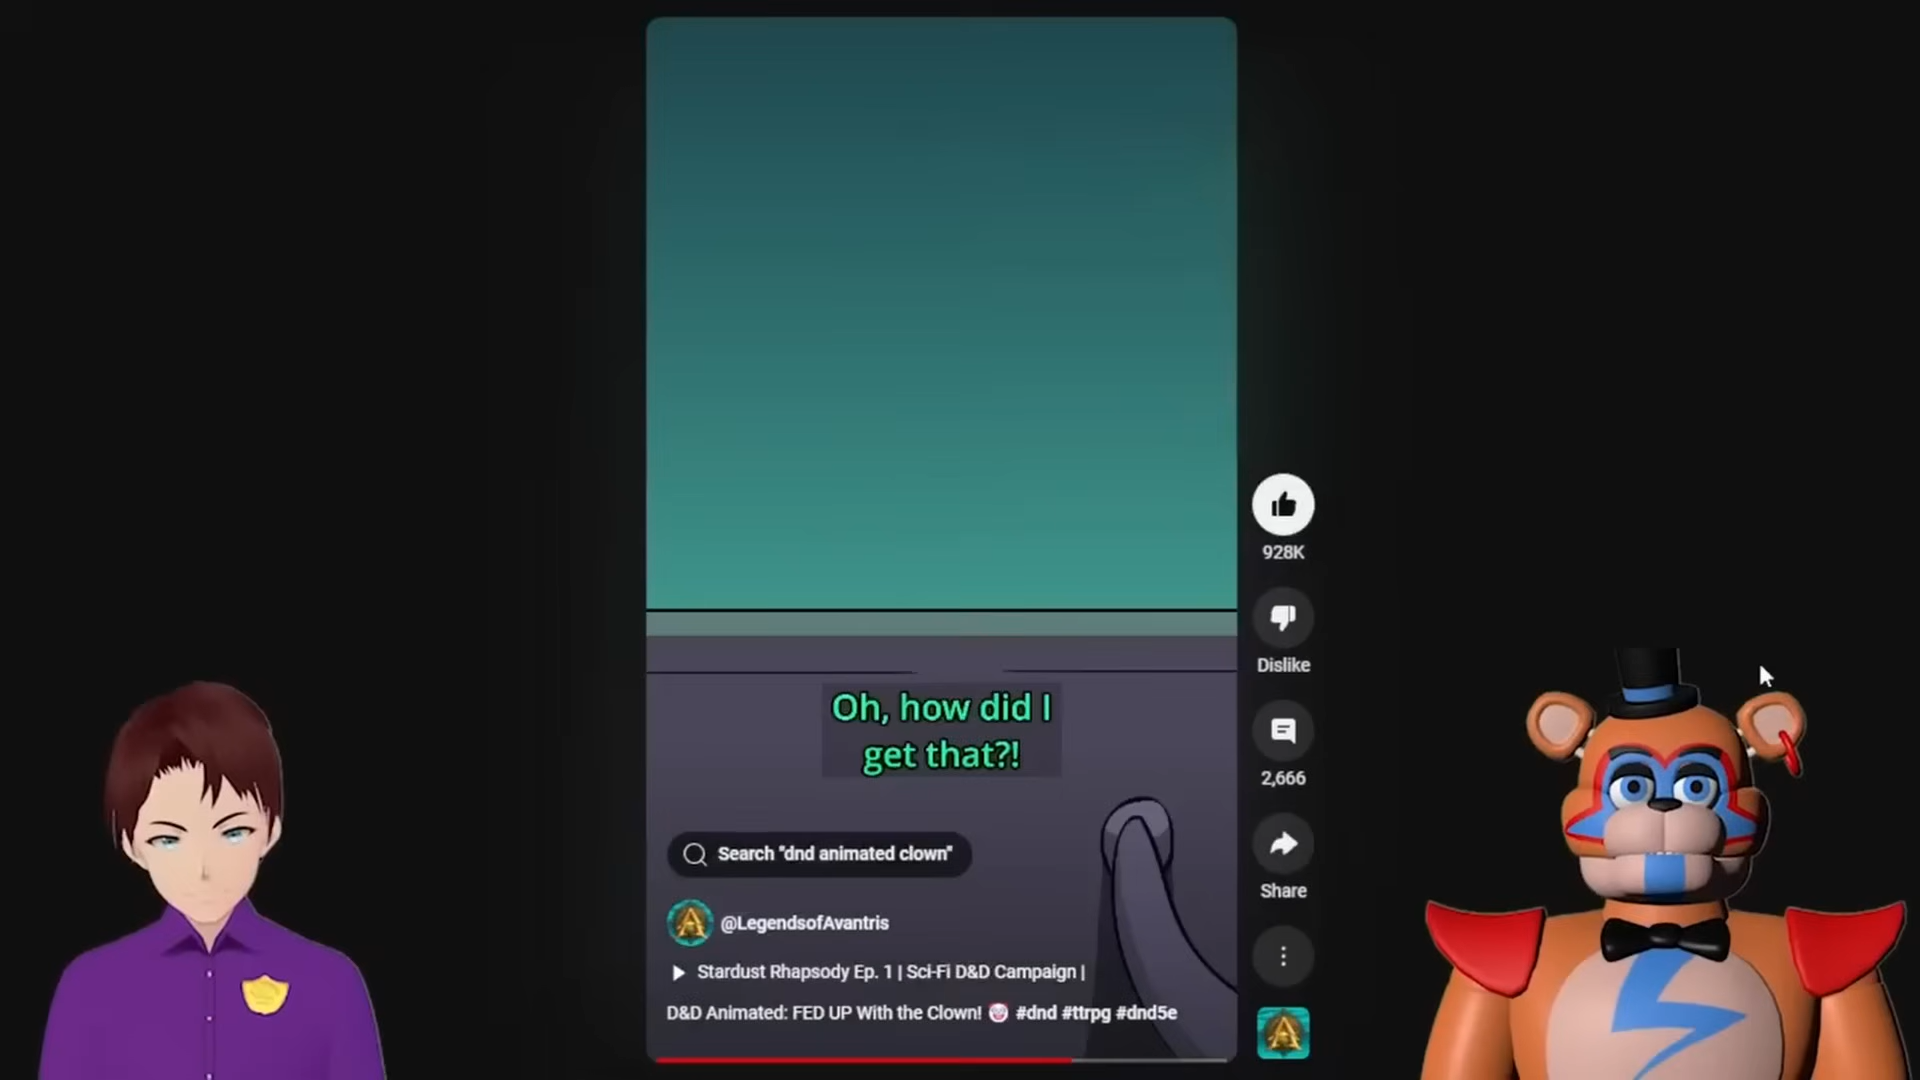 Oh, how did I
get that?!
Search "dnd animated clown"
@LegendsofAvantris
Stardust Rhapsody Ep. 1 | Sci-Fi D&D Campaign |
D&D Animated: FED UP With the Clown! 🤡 #dnd #ttrpg #dnd5e
928K
Dislike
2,666
Share